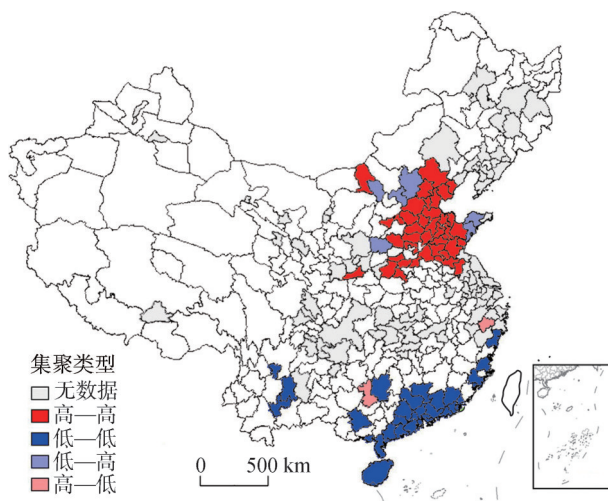 集聚类型
无数据
高—高
低—低
低—高
高—低
0 500 km